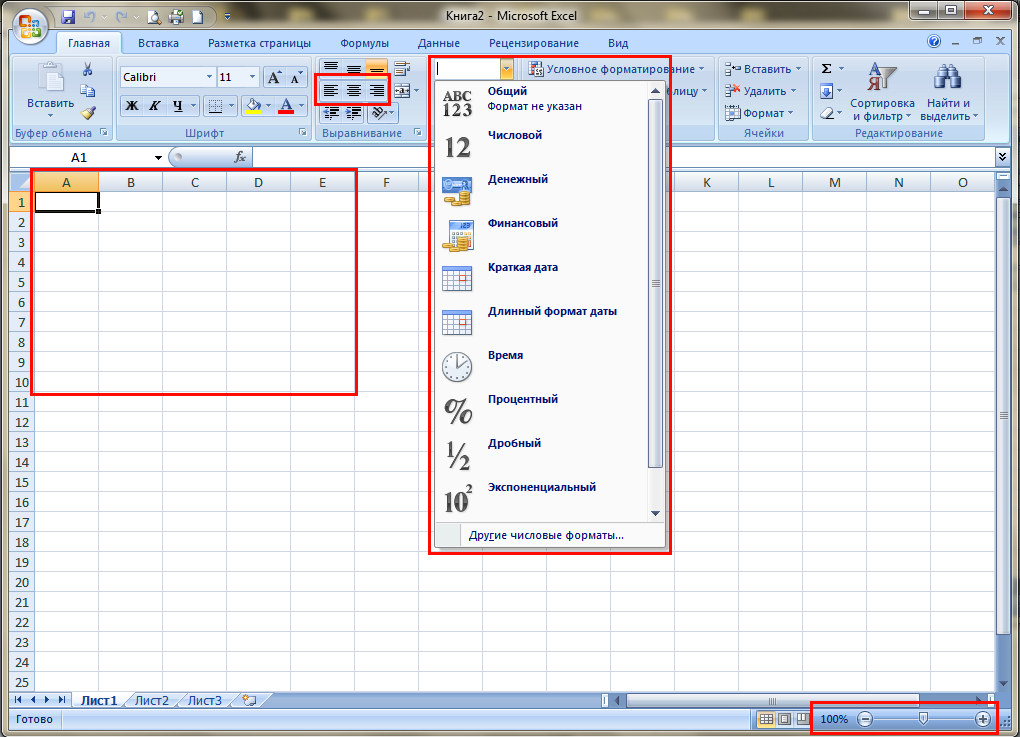 Книга2 - Microsoft Excel
Главная Вставка Разметка страницы Формулы Данные Рецензирование Вид
Calibri 11 Условное форматирование Вставить Σ
Вставить Ж К Ч A блицу Удалить Сортировка и фильтр Найти и выделить
Формат
Буфер обмена Шрифт Выравнивание Ячейки Редактирование
A1 fx
A B C D E F K L M N O
1
2
3
4
5
6
7
8
9
10
11
12
13
14
15
16
17
18
19
20
21
22
23
24
25
ABC 123
Общий
Формат не указан
12 Числовой
Денежный
Финансовый
Краткая дата
Длинный формат даты
Время
% Процентный
½ Дробный
10² Экспоненциальный
Другие числовые форматы...
Лист1 Лист2 Лист3
Готово 100%